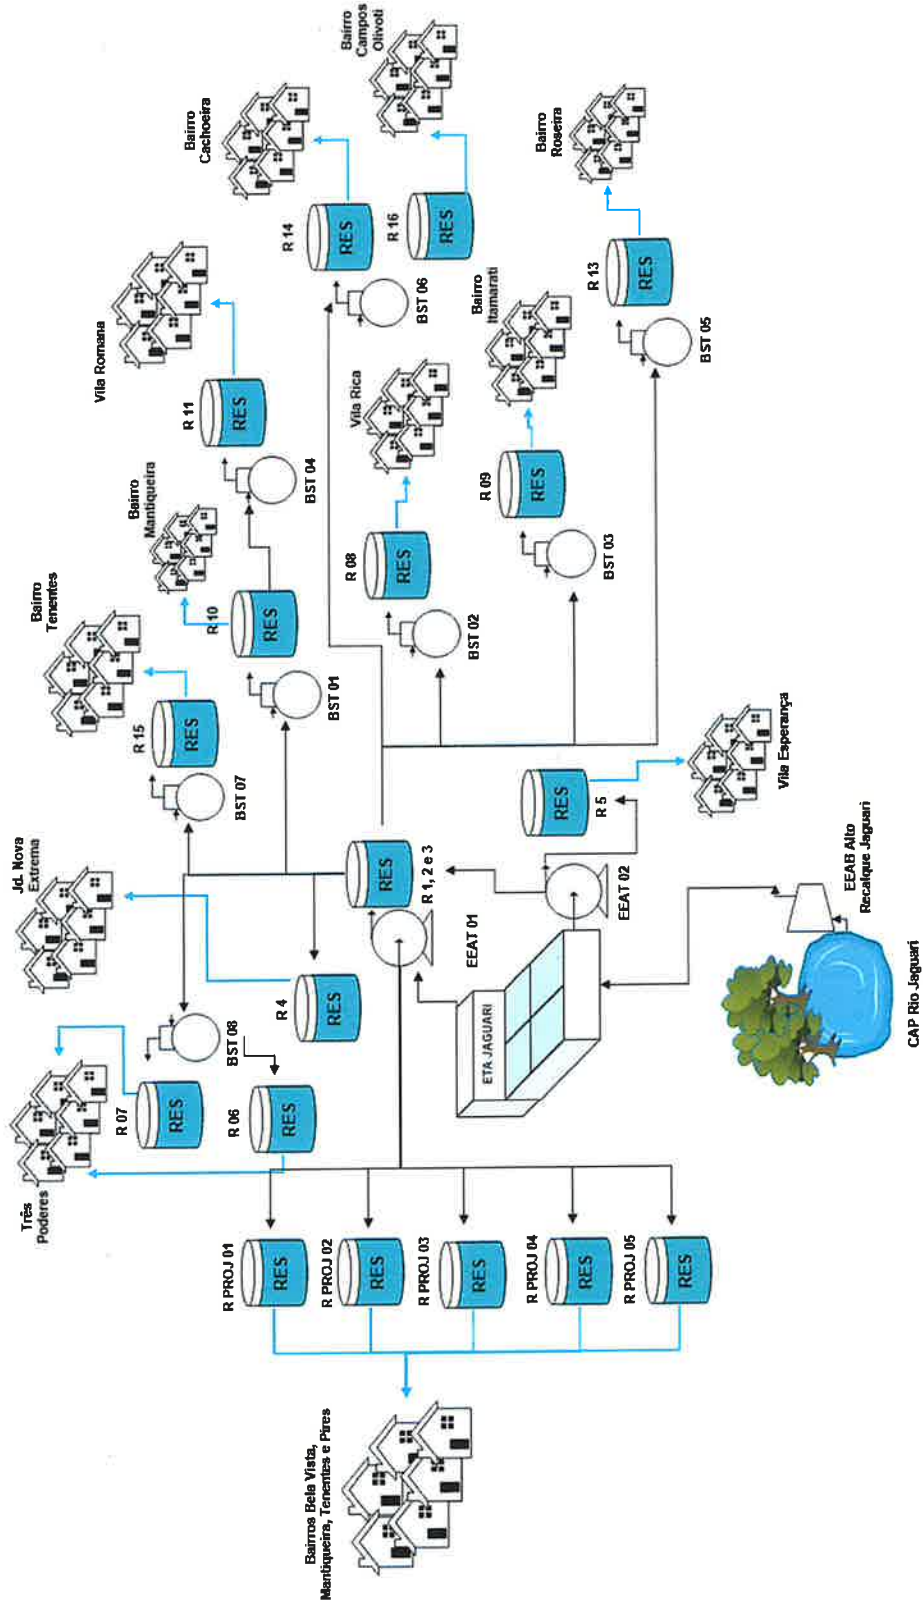 Bairros Bela Vista,
Mantiqueira, Tenentes e Pires
Três
Poderes
Jd. Nova
Extrema
Bairro
Tenentes
Bairro
Mantiqueira
Vila Romana
Bairro
Cachoeira
Bairro
Campos
Olivoti
R 07
RES
BST 08
R 06
RES
R 4
RES
BST 07
R 15
RES
BST 01
R 10
RES
BST 04
R 11
RES
BST 06
R 14
RES
R 16
RES
R PROJ 01
RES
R PROJ 02
RES
R PROJ 03
RES
R PROJ 04
RES
R PROJ 05
RES
EEAT 01
RES
R 1, 2 e 3
BST 02
R 08
RES
Vila Rica
BST 03
R 09
RES
Bairro
Itamarati
BST 05
R 13
RES
Bairro
Roseira
ETA JAGUARI
EEAT 02
RES
R 5
Vila Esperança
EEAB Alto
Recalque Jaguari
CAP Rio Jaguari